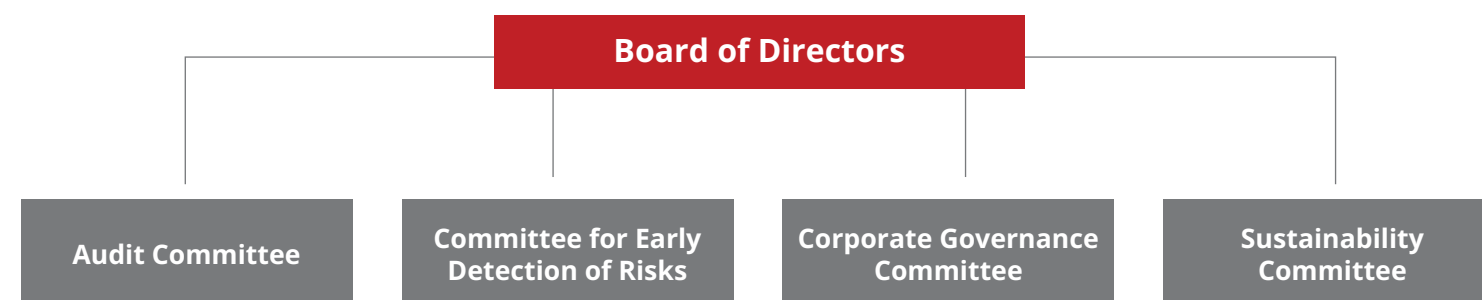 Board of Directors
Audit Committee
Committee for Early
Detection of Risks
Corporate Governance
Committee
Sustainability
Committee